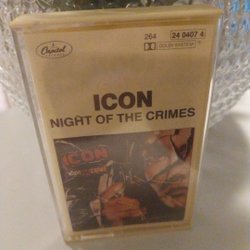 Capitol
264
24 0407 4
DOLBY SYSTEM
ICON
NIGHT OF THE CRIMES
ICON